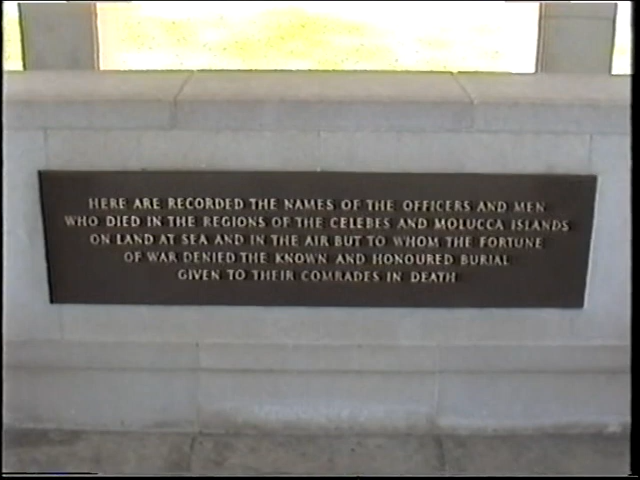 HERE ARE RECORDED THE NAMES OF THE OFFICERS AND MEN
WHO DIED IN THE REGIONS OF THE CELEBES AND MOLUCCA ISLANDS
ON LAND AT SEA AND IN THE AIR BUT TO WHOM THE FORTUNE
OF WAR DENIED THE KNOWN AND HONOURED BURIAL
GIVEN TO THEIR COMRADES IN DEATH